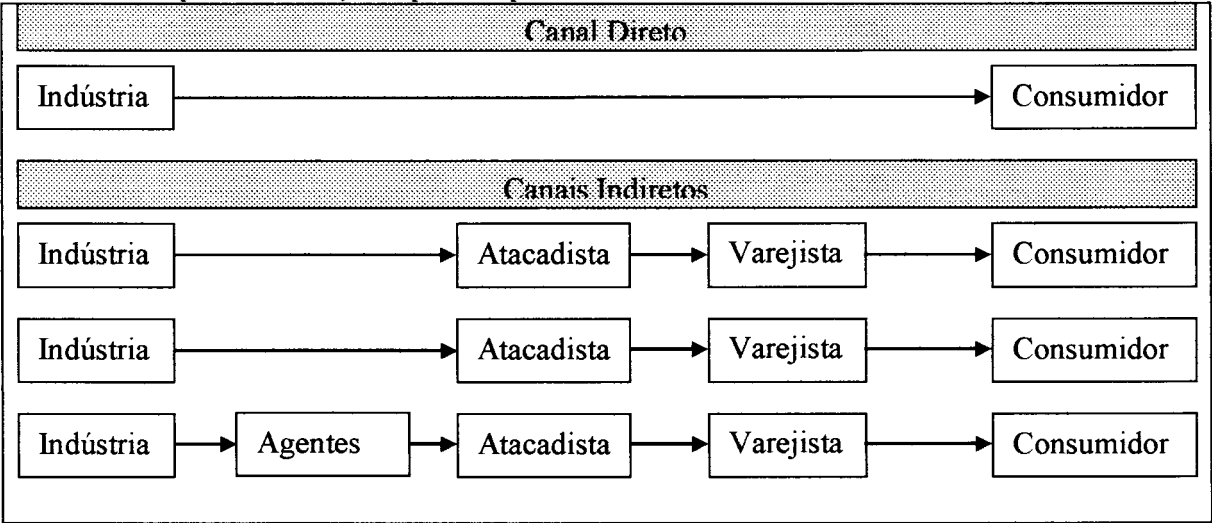 Canal Direto
Indústria Consumidor
Canais Indiretos
Indústria Atacadista Varejista Consumidor
Indústria Atacadista Varejista Consumidor
Indústria Agentes Atacadista Varejista Consumidor